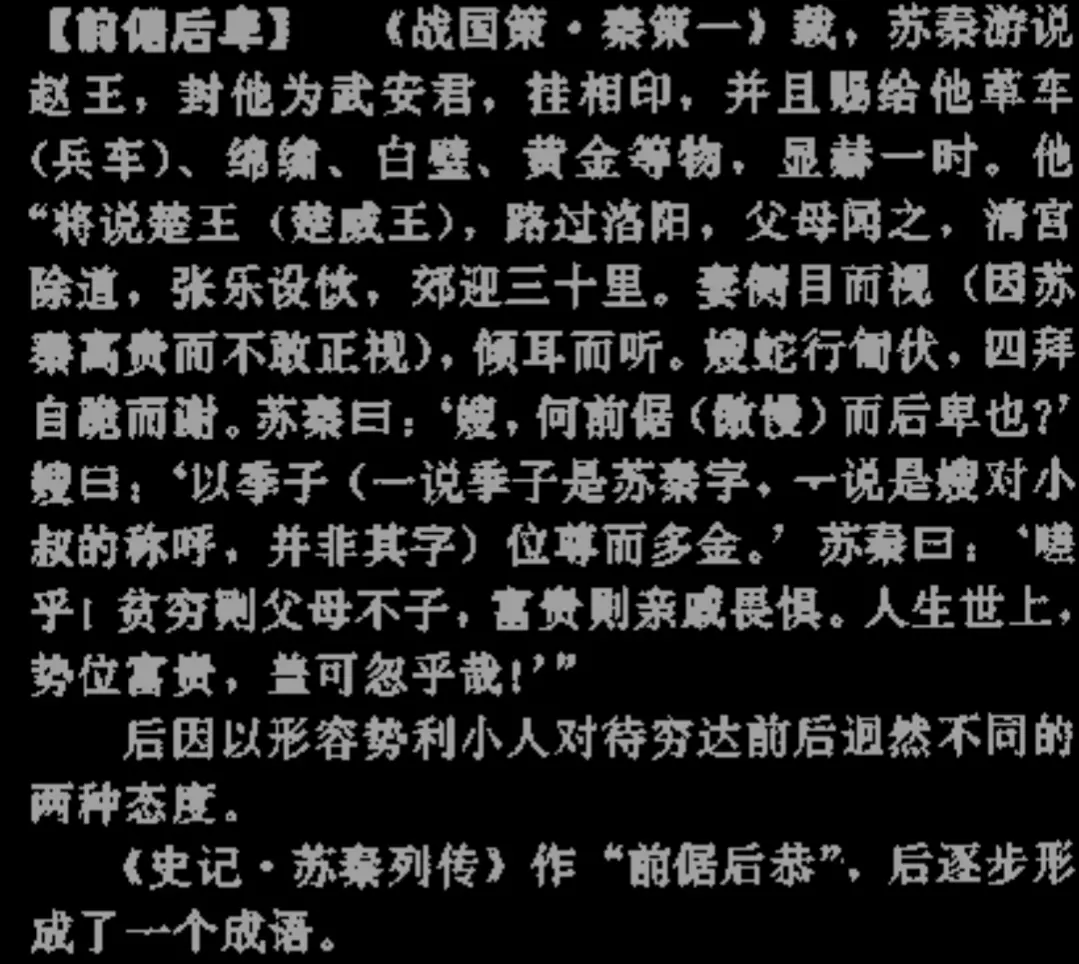 【前倨后卑】 《战国策·秦策一》载，苏秦游说
赵王，封他为武安君，挂相印，并且赐给他革车
(兵车)、绵绣、白璧、黄金等物，显赫一时。他
“将说楚王（楚威王），路过洛阳，父母闻之，清宫
除道，张乐设饮，郊迎三十里。妻侧目而视（因苏
秦高贵而不敢正视），倾耳而听。嫂蛇行匍伏，四拜
自跪而谢。苏秦曰：‘嫂，何前倨（傲慢）而后卑也?’
嫂曰：‘以季子（一说季子是苏秦字，一说是嫂对小
叔的称呼，并非其字）位尊而多金。’苏秦曰：‘嗟
乎！贫穷则父母不子，富贵则亲戚畏惧。人生世上，
势位富贵，盖可忽乎哉!’”
后因以形容势利小人对待穷达前后迥然不同的
两种态度。
《史记·苏秦列传》作“前倨后恭”，后逐步形
成了一个成语。